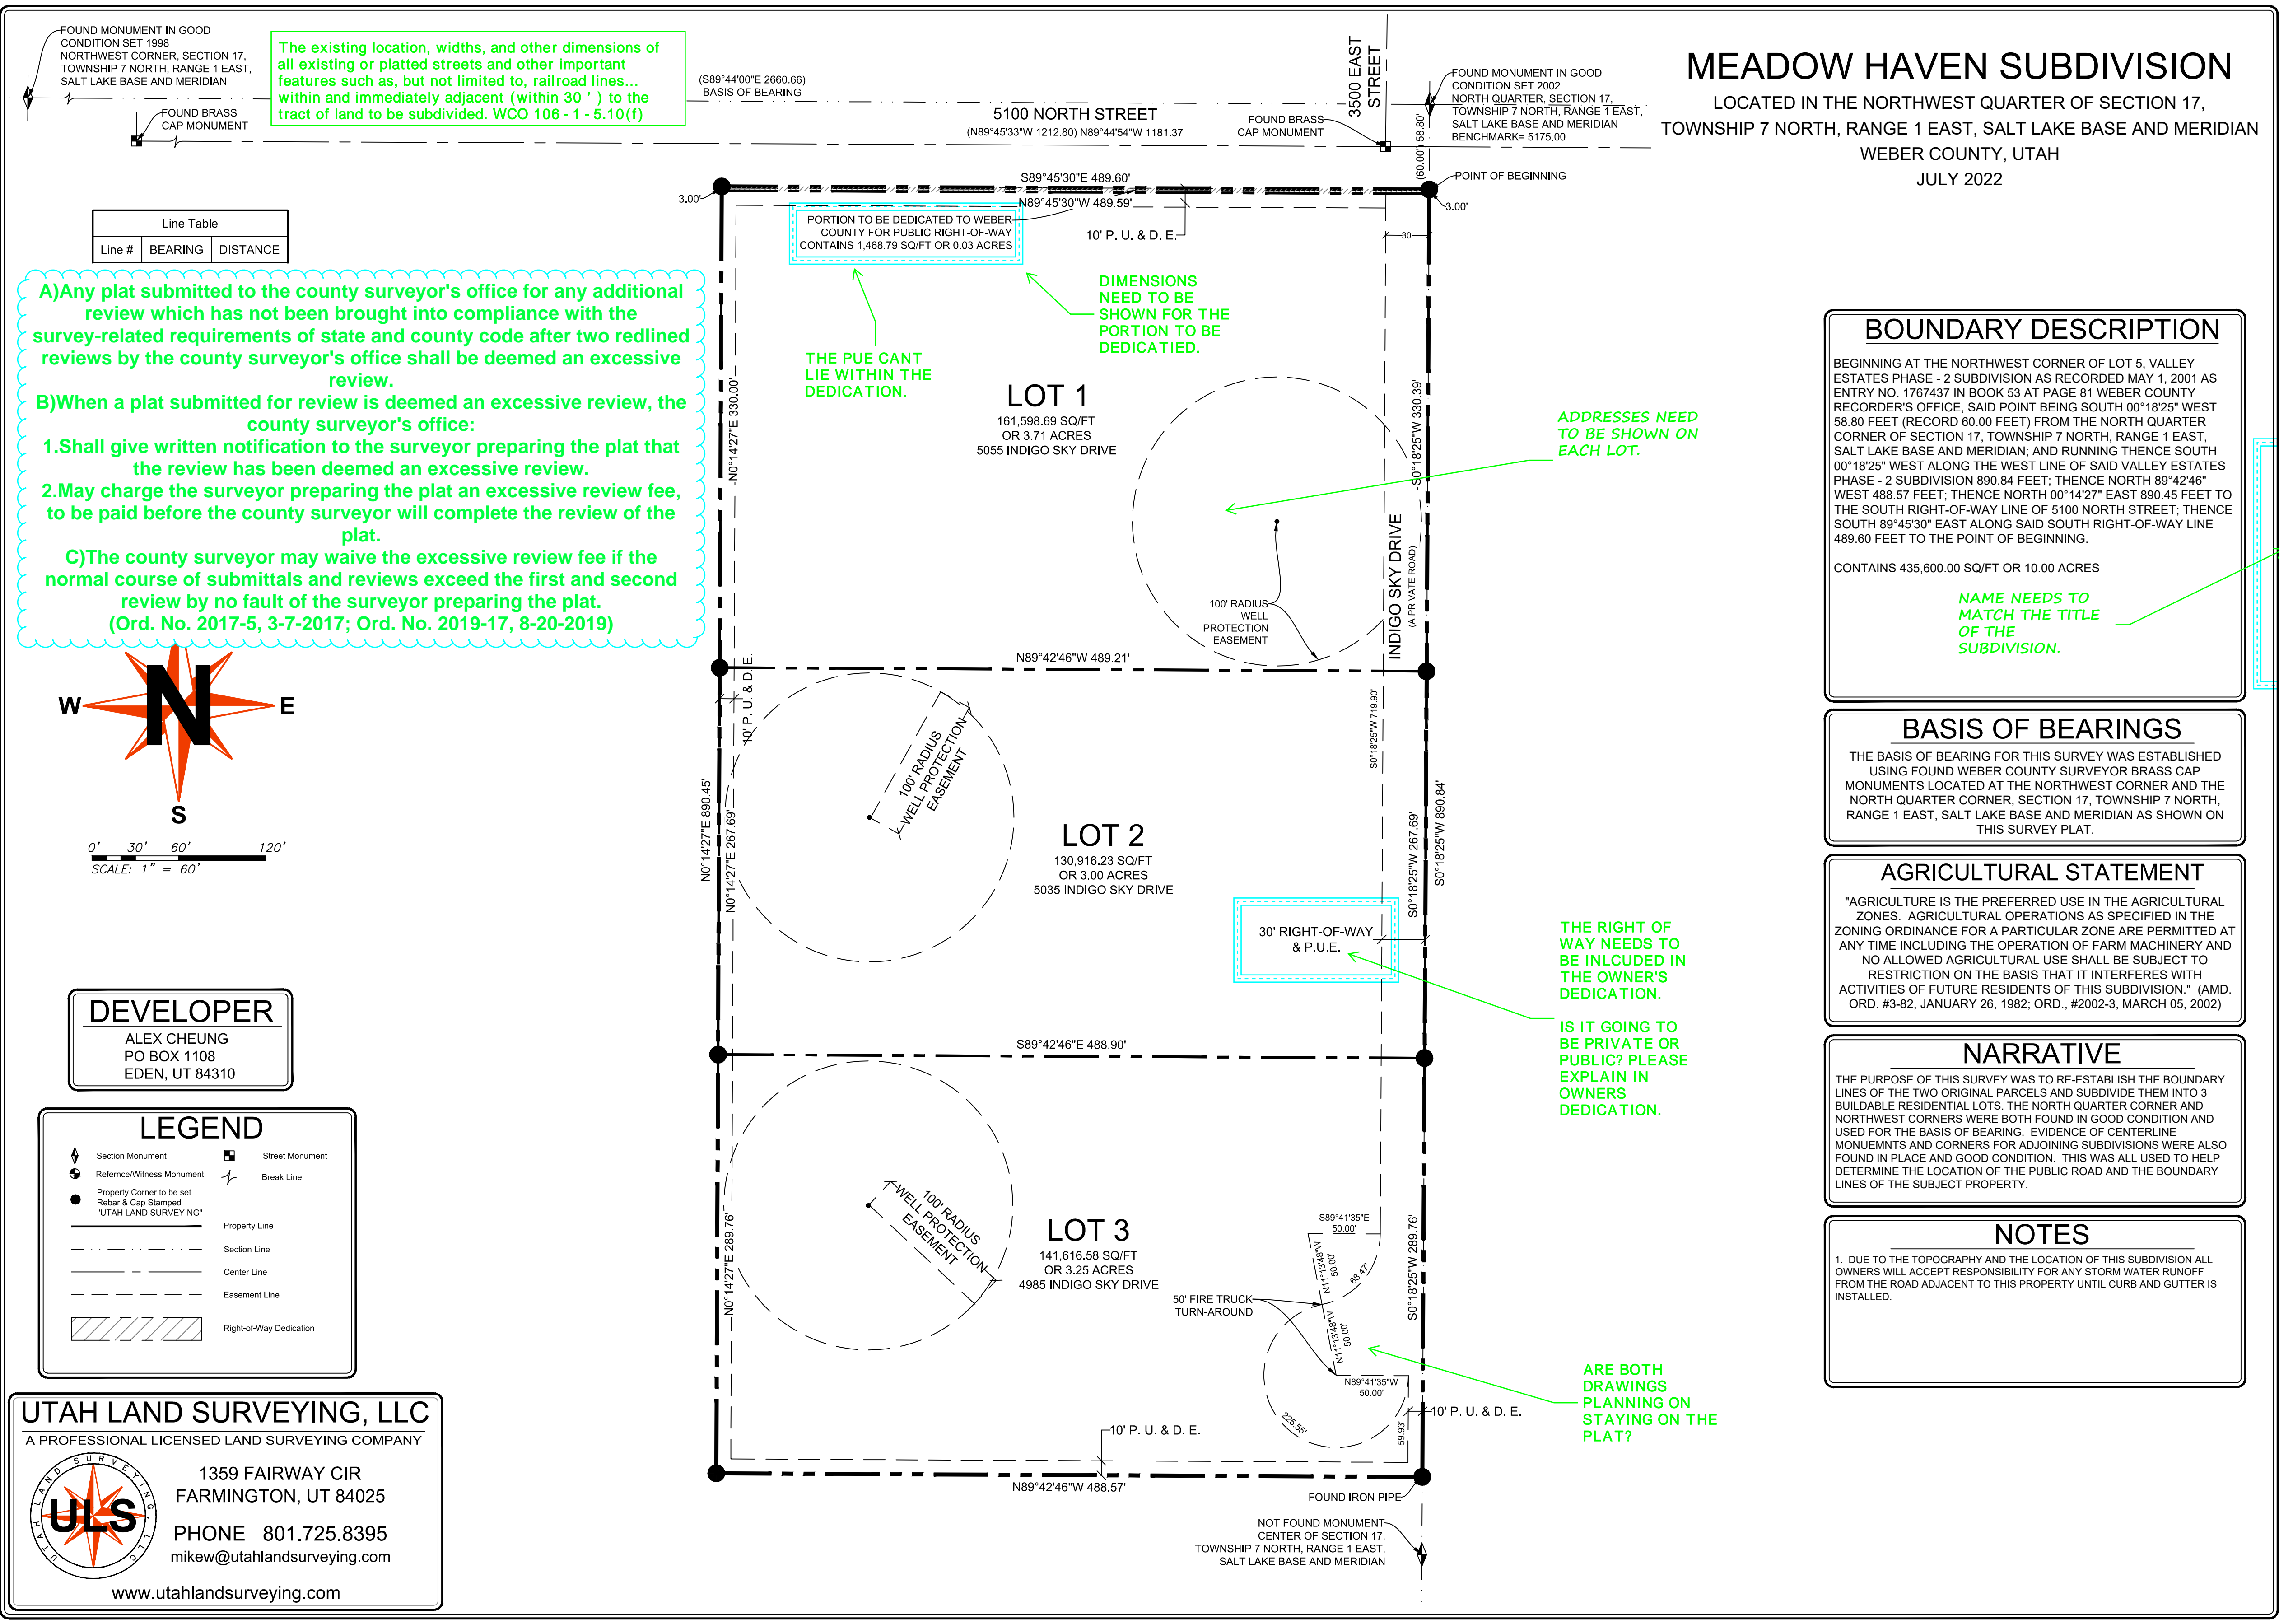 FOUND MONUMENT IN GOOD
CONDITION SET 1998
NORTHWEST CORNER, SECTION 17,
TOWNSHIP 7 NORTH, RANGE 1 EAST,
SALT LAKE BASE AND MERIDIAN
FOUND BRASS
CAP MONUMENT
The existing location, widths, and other dimensions of
all existing or platted streets and other important
features such as, but not limited to, railroad lines...
within and immediately adjacent (within 30 ' ) to the
tract of land to be subdivided. WCO 106 - 1 - 5.10(f)
(S89°44'00"E 2660.66)
BASIS OF BEARING
5100 NORTH STREET
(N89°45'33"W 1212.80) N89°44'54"W 1181.37
3500 EAST
STREET
FOUND BRASS
CAP MONUMENT
FOUND MONUMENT IN GOOD
CONDITION SET 2002
NORTH QUARTER, SECTION 17,
TOWNSHIP 7 NORTH, RANGE 1 EAST,
SALT LAKE BASE AND MERIDIAN
BENCHMARK= 5175.00
(60.00') 58.80'
MEADOW HAVEN SUBDIVISION
LOCATED IN THE NORTHWEST QUARTER OF SECTION 17,
TOWNSHIP 7 NORTH, RANGE 1 EAST, SALT LAKE BASE AND MERIDIAN
WEBER COUNTY, UTAH
JULY 2022
Line Table
Line # BEARING DISTANCE
A)Any plat submitted to the county surveyor's office for any additional
review which has not been brought into compliance with the
survey-related requirements of state and county code after two redlined
reviews by the county surveyor's office shall be deemed an excessive
review.
B)When a plat submitted for review is deemed an excessive review, the
county surveyor's office:
1.Shall give written notification to the surveyor preparing the plat that
the review has been deemed an excessive review.
2.May charge the surveyor preparing the plat an excessive review fee,
to be paid before the county surveyor will complete the review of the
plat.
C)The county surveyor may waive the excessive review fee if the
normal course of submittals and reviews exceed the first and second
review by no fault of the surveyor preparing the plat.
(Ord. No. 2017-5, 3-7-2017; Ord. No. 2019-17, 8-20-2019)
N
W
E
S
0' 30' 60' 120'
SCALE: 1" = 60'
DEVELOPER
ALEX CHEUNG
PO BOX 1108
EDEN, UT 84310
LEGEND
Section Monument
Street Monument
Refernce/Witness Monument
Break Line
Property Corner to be set
Rebar & Cap Stamped
"UTAH LAND SURVEYING"
Property Line
Section Line
Center Line
Easement Line
Right-of-Way Dedication
UTAH LAND SURVEYING, LLC
A PROFESSIONAL LICENSED LAND SURVEYING COMPANY
UTAH LAND SURVEYING, LLC
ULS
1359 FAIRWAY CIR
FARMINGTON, UT 84025
PHONE 801.725.8395
mikew@utahlandsurveying.com
www.utahlandsurveying.com
S89°45'30"E 489.60'
3.00'
N89°45'30"W 489.59'
POINT OF BEGINNING
3.00'
PORTION TO BE DEDICATED TO WEBER
COUNTY FOR PUBLIC RIGHT-OF-WAY
CONTAINS 1,468.79 SQ/FT OR 0.03 ACRES
10' P. U. & D. E.
30'
DIMENSIONS
NEED TO BE
SHOWN FOR THE
PORTION TO BE
DEDICATIED.
THE PUE CANT
LIE WITHIN THE
DEDICATION.
N0°14'27"E 330.00'
S0°18'25"W 330.39'
LOT 1
161,598.69 SQ/FT
OR 3.71 ACRES
5055 INDIGO SKY DRIVE
ADDRESSES NEED
TO BE SHOWN ON
EACH LOT.
INDIGO SKY DRIVE
(A PRIVATE ROAD)
100' RADIUS
WELL
PROTECTION
EASEMENT
N89°42'46"W 489.21'
10' P. U. & D. E.
100' RADIUS
WELL PROTECTION
EASEMENT
S0°18'25"W 719.90'
N0°14'27"E 890.45'
N0°14'27"E 267.69'
LOT 2
130,916.23 SQ/FT
OR 3.00 ACRES
5035 INDIGO SKY DRIVE
S0°18'25"W 267.69'
S0°18'25"W 890.84'
30' RIGHT-OF-WAY
& P.U.E.
THE RIGHT OF
WAY NEEDS TO
BE INLCUDED IN
THE OWNER'S
DEDICATION.
IS IT GOING TO
BE PRIVATE OR
PUBLIC? PLEASE
EXPLAIN IN
OWNERS
DEDICATION.
S89°42'46"E 488.90'
100' RADIUS
WELL PROTECTION
EASEMENT
N0°14'27"E 289.76'
LOT 3
141,616.58 SQ/FT
OR 3.25 ACRES
4985 INDIGO SKY DRIVE
S89°41'35"E
50.00'
N11°13'48"W
50.00'
68.47'
S0°18'25"W 289.76'
50' FIRE TRUCK
TURN-AROUND
N11°13'48"W
50.00'
N89°41'35"W
50.00'
225.55'
59.93'
10' P. U. & D. E.
ARE BOTH
DRAWINGS
PLANNING ON
STAYING ON THE
PLAT?
10' P. U. & D. E.
N89°42'46"W 488.57'
FOUND IRON PIPE
NOT FOUND MONUMENT
CENTER OF SECTION 17,
TOWNSHIP 7 NORTH, RANGE 1 EAST,
SALT LAKE BASE AND MERIDIAN
BOUNDARY DESCRIPTION
BEGINNING AT THE NORTHWEST CORNER OF LOT 5, VALLEY
ESTATES PHASE - 2 SUBDIVISION AS RECORDED MAY 1, 2001 AS
ENTRY NO. 1767437 IN BOOK 53 AT PAGE 81 WEBER COUNTY
RECORDER'S OFFICE, SAID POINT BEING SOUTH 00°18'25" WEST
58.80 FEET (RECORD 60.00 FEET) FROM THE NORTH QUARTER
CORNER OF SECTION 17, TOWNSHIP 7 NORTH, RANGE 1 EAST,
SALT LAKE BASE AND MERIDIAN; AND RUNNING THENCE SOUTH
00°18'25" WEST ALONG THE WEST LINE OF SAID VALLEY ESTATES
PHASE - 2 SUBDIVISION 890.84 FEET; THENCE NORTH 89°42'46"
WEST 488.57 FEET; THENCE NORTH 00°14'27" EAST 890.45 FEET TO
THE SOUTH RIGHT-OF-WAY LINE OF 5100 NORTH STREET; THENCE
SOUTH 89°45'30" EAST ALONG SAID SOUTH RIGHT-OF-WAY LINE
489.60 FEET TO THE POINT OF BEGINNING.
CONTAINS 435,600.00 SQ/FT OR 10.00 ACRES
NAME NEEDS TO
MATCH THE TITLE
OF THE
SUBDIVISION.
BASIS OF BEARINGS
THE BASIS OF BEARING FOR THIS SURVEY WAS ESTABLISHED
USING FOUND WEBER COUNTY SURVEYOR BRASS CAP
MONUMENTS LOCATED AT THE NORTHWEST CORNER AND THE
NORTH QUARTER CORNER, SECTION 17, TOWNSHIP 7 NORTH,
RANGE 1 EAST, SALT LAKE BASE AND MERIDIAN AS SHOWN ON
THIS SURVEY PLAT.
AGRICULTURAL STATEMENT
"AGRICULTURE IS THE PREFERRED USE IN THE AGRICULTURAL
ZONES. AGRICULTURAL OPERATIONS AS SPECIFIED IN THE
ZONING ORDINANCE FOR A PARTICULAR ZONE ARE PERMITTED AT
ANY TIME INCLUDING THE OPERATION OF FARM MACHINERY AND
NO ALLOWED AGRICULTURAL USE SHALL BE SUBJECT TO
RESTRICTION ON THE BASIS THAT IT INTERFERES WITH
ACTIVITIES OF FUTURE RESIDENTS OF THIS SUBDIVISION." (AMD.
ORD. #3-82, JANUARY 26, 1982; ORD., #2002-3, MARCH 05, 2002)
NARRATIVE
THE PURPOSE OF THIS SURVEY WAS TO RE-ESTABLISH THE BOUNDARY
LINES OF THE TWO ORIGINAL PARCELS AND SUBDIVIDE THEM INTO 3
BUILDABLE RESIDENTIAL LOTS. THE NORTH QUARTER CORNER AND
NORTHWEST CORNERS WERE BOTH FOUND IN GOOD CONDITION AND
USED FOR THE BASIS OF BEARING. EVIDENCE OF CENTERLINE
MONUEMNTS AND CORNERS FOR ADJOINING SUBDIVISIONS WERE ALSO
FOUND IN PLACE AND GOOD CONDITION. THIS WAS ALL USED TO HELP
DETERMINE THE LOCATION OF THE PUBLIC ROAD AND THE BOUNDARY
LINES OF THE SUBJECT PROPERTY.
NOTES
1. DUE TO THE TOPOGRAPHY AND THE LOCATION OF THIS SUBDIVISION ALL
OWNERS WILL ACCEPT RESPONSIBILITY FOR ANY STORM WATER RUNOFF
FROM THE ROAD ADJACENT TO THIS PROPERTY UNTIL CURB AND GUTTER IS
INSTALLED.